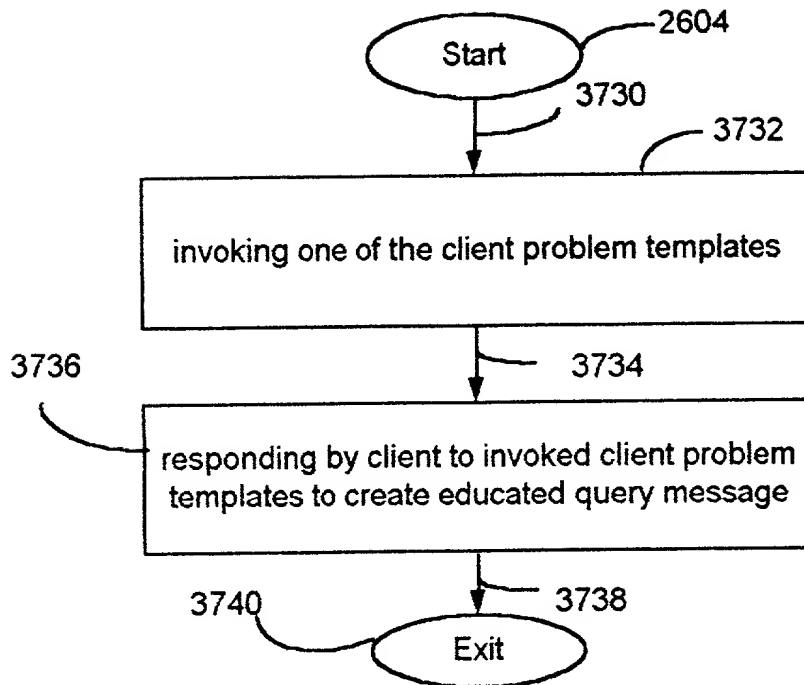 Start
2604
3730
3732
invoking one of the client problem templates
3734
3736
responding by client to invoked client problem
templates to create educated query message
3738
3740
Exit